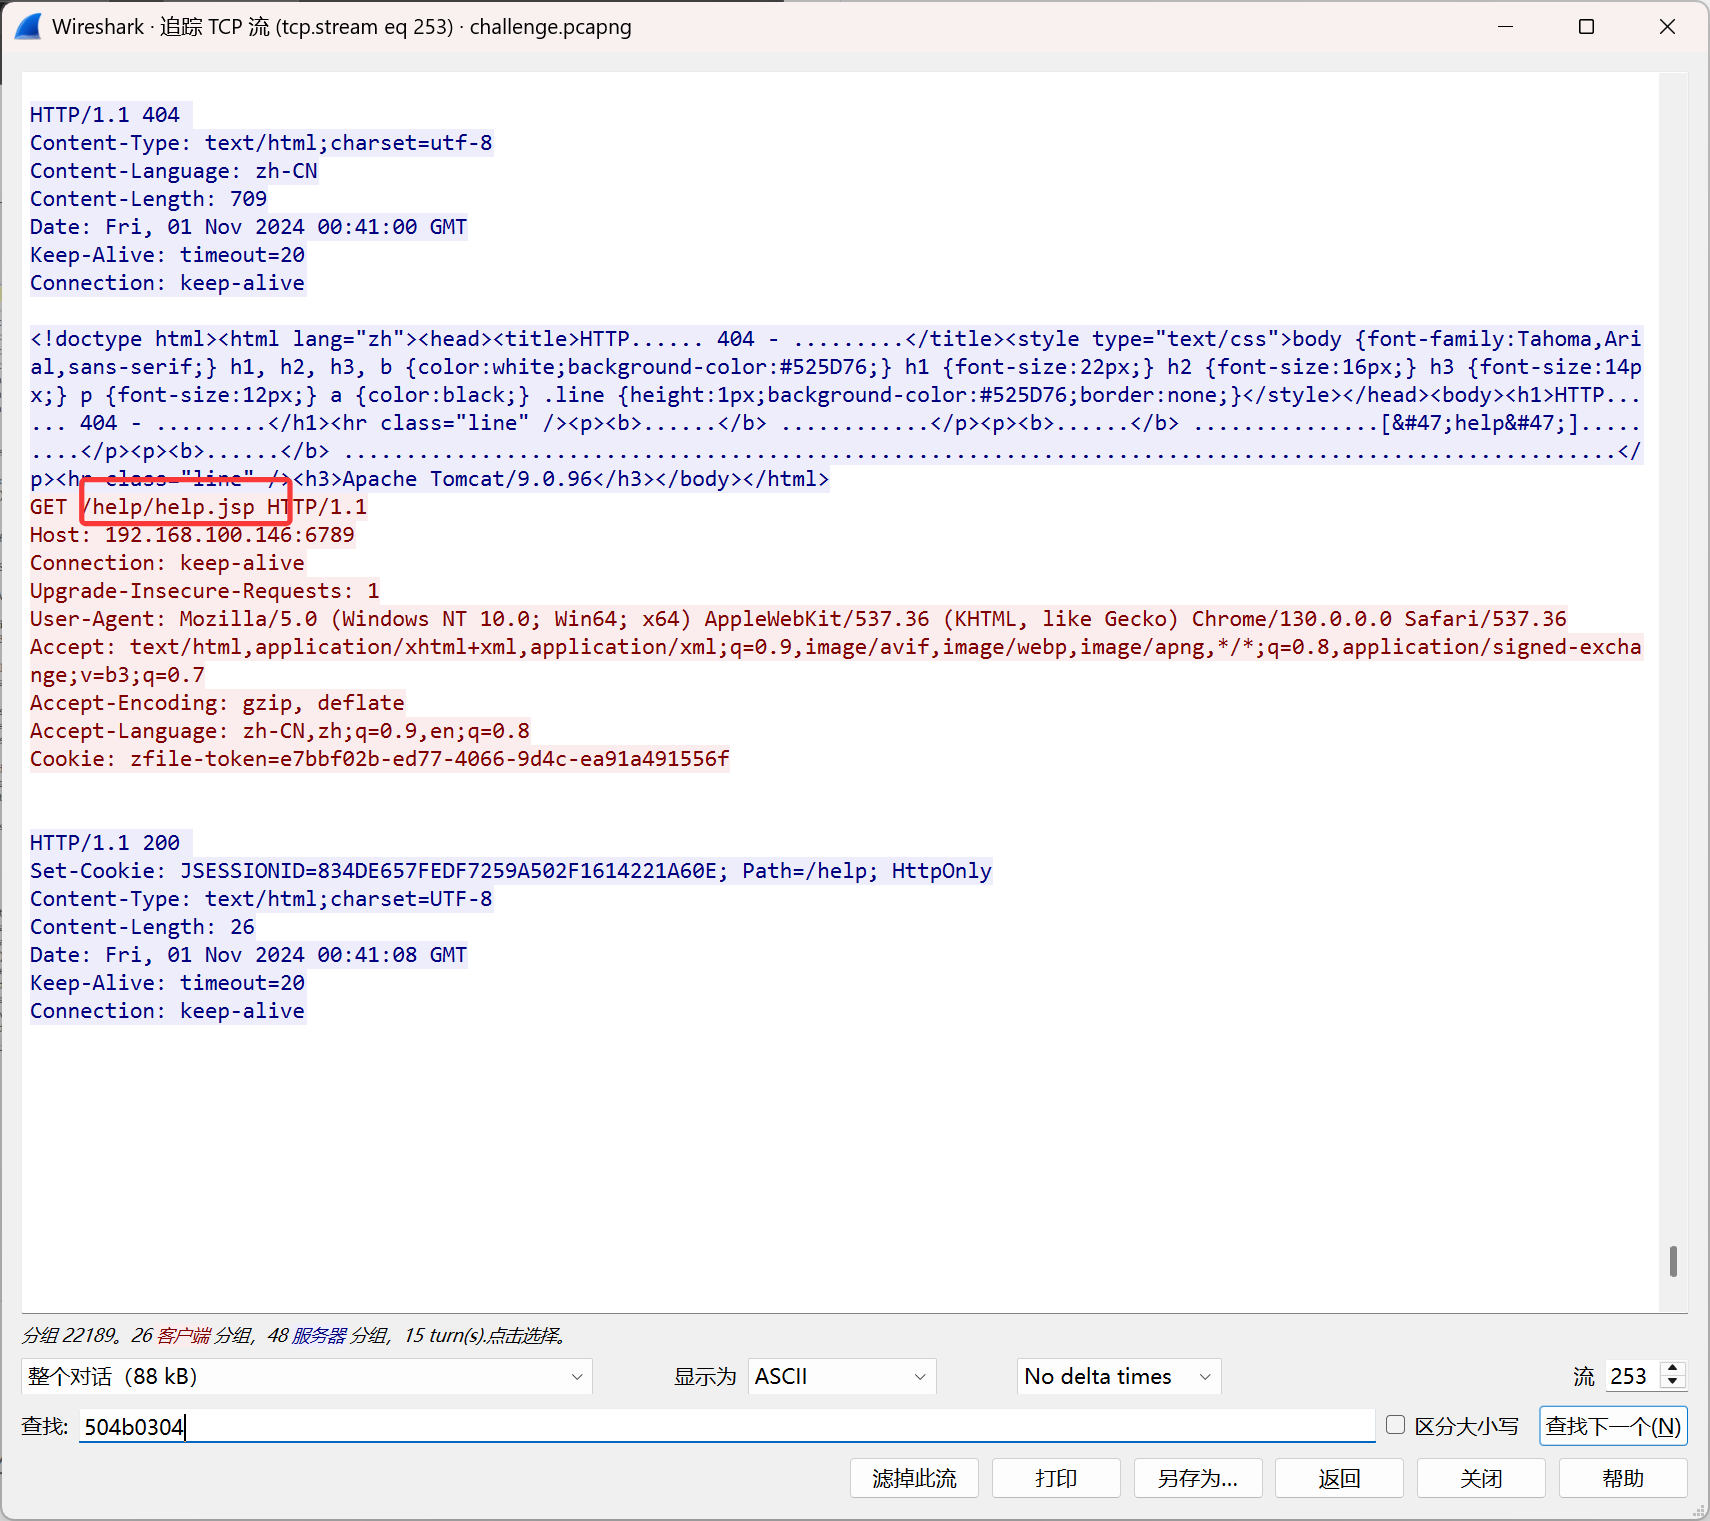 Wireshark · 追踪 TCP 流 (tcp.stream eq 253) · challenge.pcapng
HTTP/1.1 404
Content-Type: text/html;charset=utf-8
Content-Language: zh-CN
Content-Length: 709
Date: Fri, 01 Nov 2024 00:41:00 GMT
Keep-Alive: timeout=20
Connection: keep-alive
<!doctype html><html lang="zh"><head><title>HTTP...... 404 - .........</title><style type="text/css">body {font-family:Tahoma,Ari
al,sans-serif;} h1, h2, h3, b {color:white;background-color:#525D76;} h1 {font-size:22px;} h2 {font-size:16px;} h3 {font-size:14p
x;} p {font-size:12px;} a {color:black;} .line {height:1px;background-color:#525D76;border:none;}</style></head><body><h1>HTTP...
... 404 - .........</h1><hr class="line" /><p><b>......</b> ............</p><p><b>......</b> ...............[&#47;help&#47;].....
....</p><p><b>......</b> ......................................................................................................</
p><hr class="line" /><h3>Apache Tomcat/9.0.96</h3></body></html>
GET /help/help.jsp HTTP/1.1
Host: 192.168.100.146:6789
Connection: keep-alive
Upgrade-Insecure-Requests: 1
User-Agent: Mozilla/5.0 (Windows NT 10.0; Win64; x64) AppleWebKit/537.36 (KHTML, like Gecko) Chrome/130.0.0.0 Safari/537.36
Accept: text/html,application/xhtml+xml,application/xml;q=0.9,image/avif,image/webp,image/apng,*/*;q=0.8,application/signed-excha
nge;v=b3;q=0.7
Accept-Encoding: gzip, deflate
Accept-Language: zh-CN,zh;q=0.9,en;q=0.8
Cookie: zfile-token=e7bbf02b-ed77-4066-9d4c-ea91a491556f
HTTP/1.1 200
Set-Cookie: JSESSIONID=834DE657FEDF7259A502F1614221A60E; Path=/help; HttpOnly
Content-Type: text/html;charset=UTF-8
Content-Length: 26
Date: Fri, 01 Nov 2024 00:41:08 GMT
Keep-Alive: timeout=20
Connection: keep-alive
分组 22189。26 客户端 分组，48 服务器 分组，15 turn(s).点击选择。
整个对话（88 kB） 显示为 ASCII No delta times 流 253
查找: 504b0304 区分大小写 查找下一个(N)
滤掉此流 打印 另存为... 返回 关闭 帮助